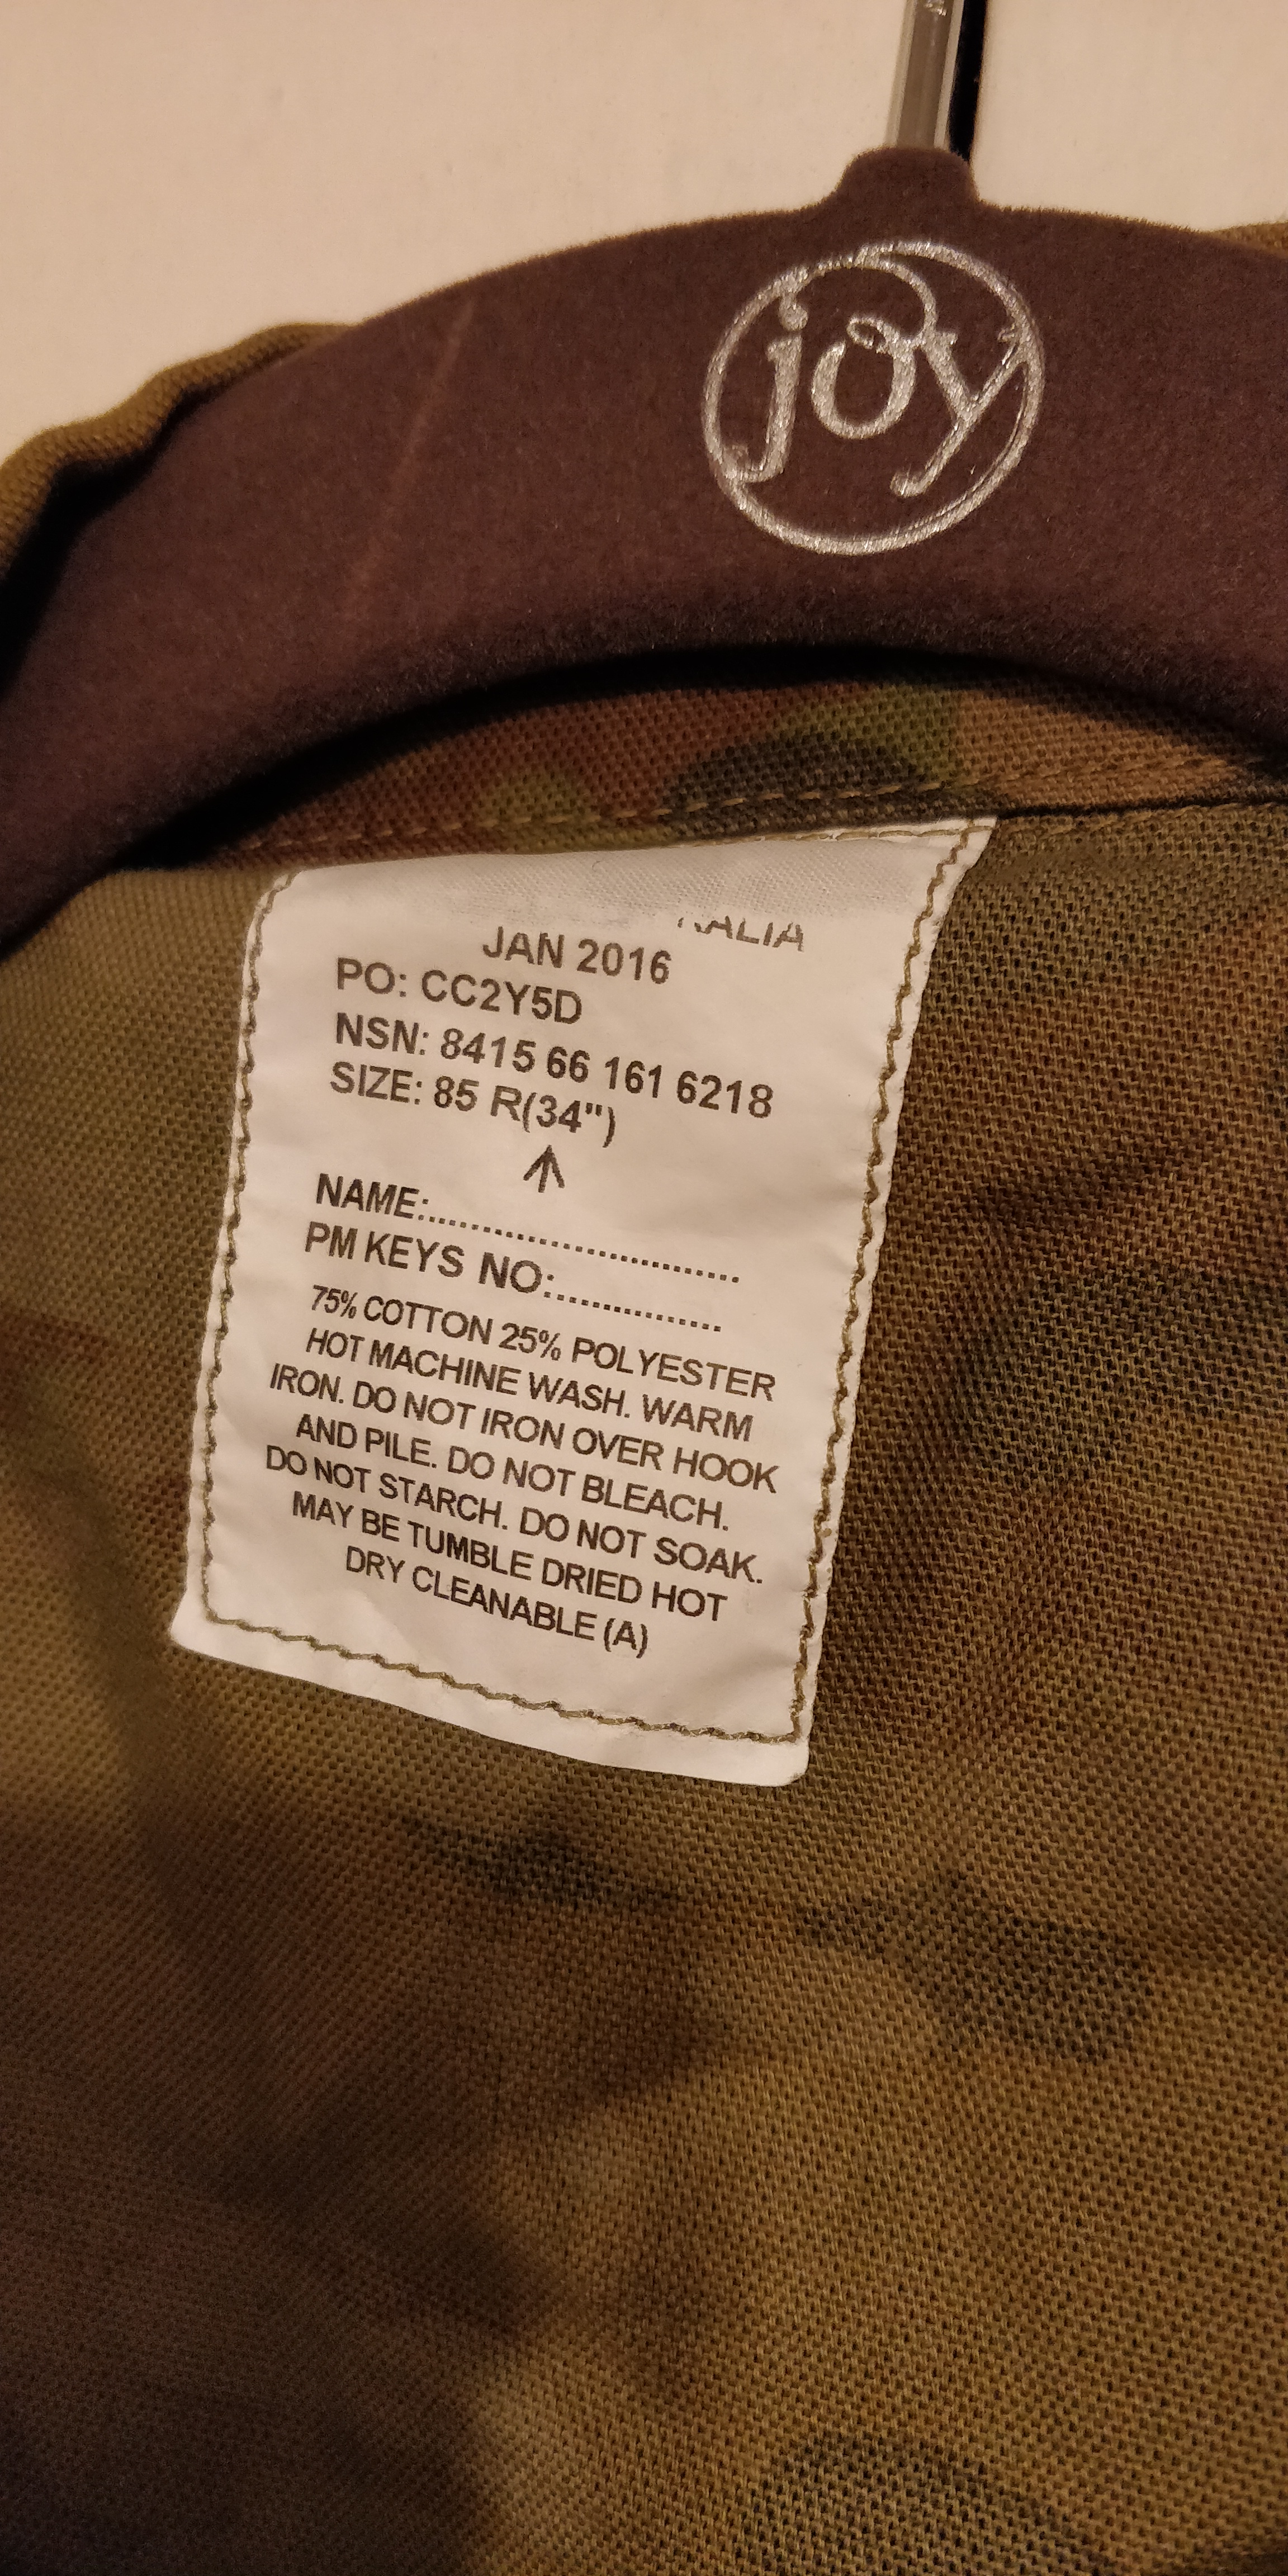 joy
JAN 2016
PO: CC2Y5D
NSN: 8415 66 161 6218
SIZE: 85 R(34")
NAME:..............................
PM KEYS NO:................
75% COTTON 25% POLYESTER
HOT MACHINE WASH. WARM
IRON. DO NOT IRON OVER HOOK
AND PILE. DO NOT BLEACH.
DO NOT STARCH. DO NOT SOAK.
MAY BE TUMBLE DRIED HOT
DRY CLEANABLE (A)